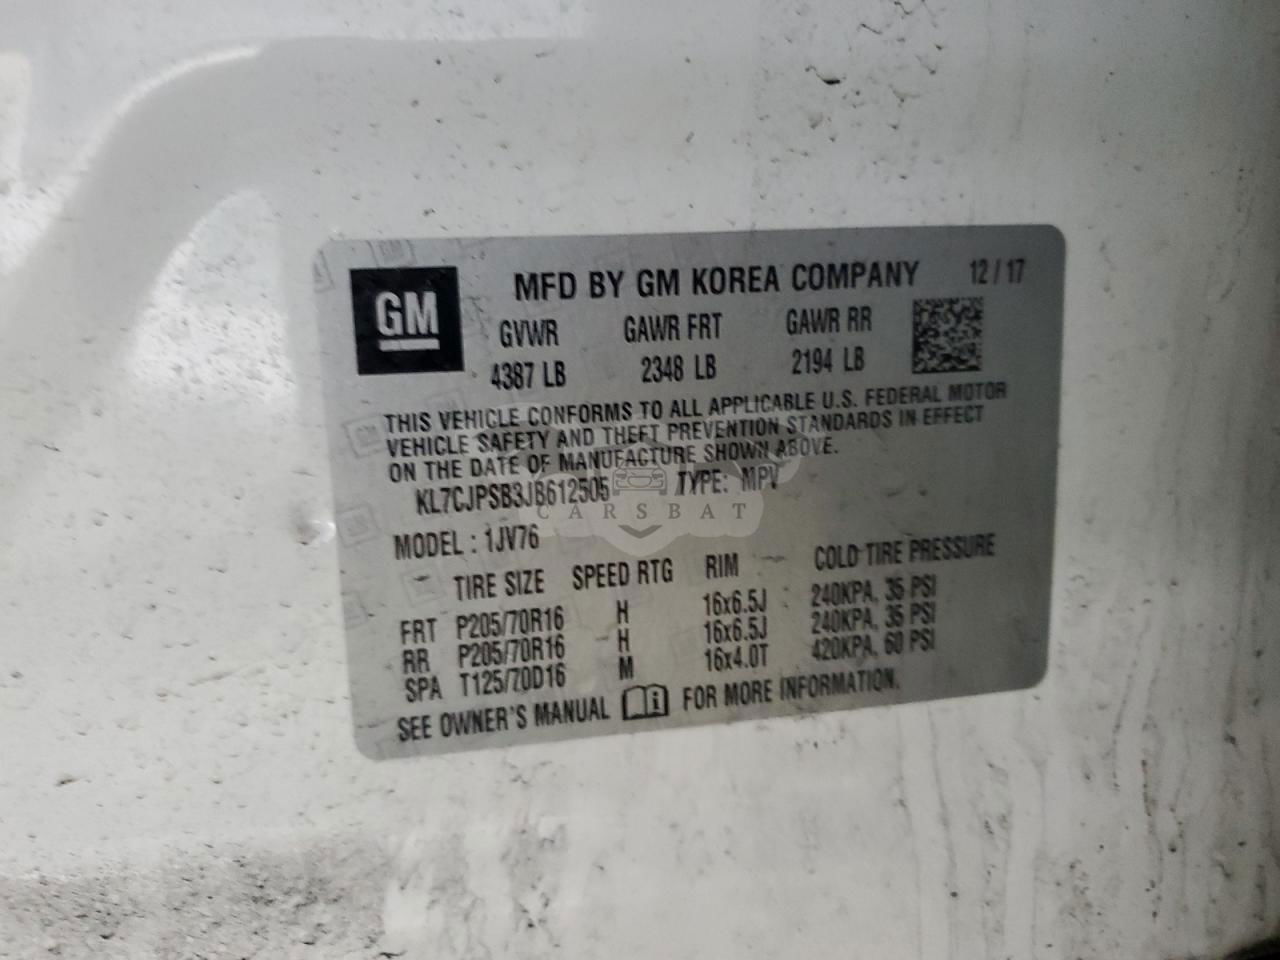 GM
MFD BY GM KOREA COMPANY 12/17
GVWR GAWR FRT GAWR RR
4387 LB 2348 LB 2194 LB
THIS VEHICLE CONFORMS TO ALL APPLICABLE U.S. FEDERAL MOTOR
VEHICLE SAFETY AND THEFT PREVENTION STANDARDS IN EFFECT
ON THE DATE OF MANUFACTURE SHOWN ABOVE.
KL7CJPSB3JB612505 TYPE: MPV
CARSBAT
MODEL : 1JV76
TIRE SIZE SPEED RTG RIM COLD TIRE PRESSURE
FRT P205/70R16 H 16x6.5J 240KPA, 35 PSI
RR P205/70R16 H 16x6.5J 240KPA, 35 PSI
SPA T125/70D16 M 16x4.0T 420KPA, 60 PSI
SEE OWNER'S MANUAL FOR MORE INFORMATION.